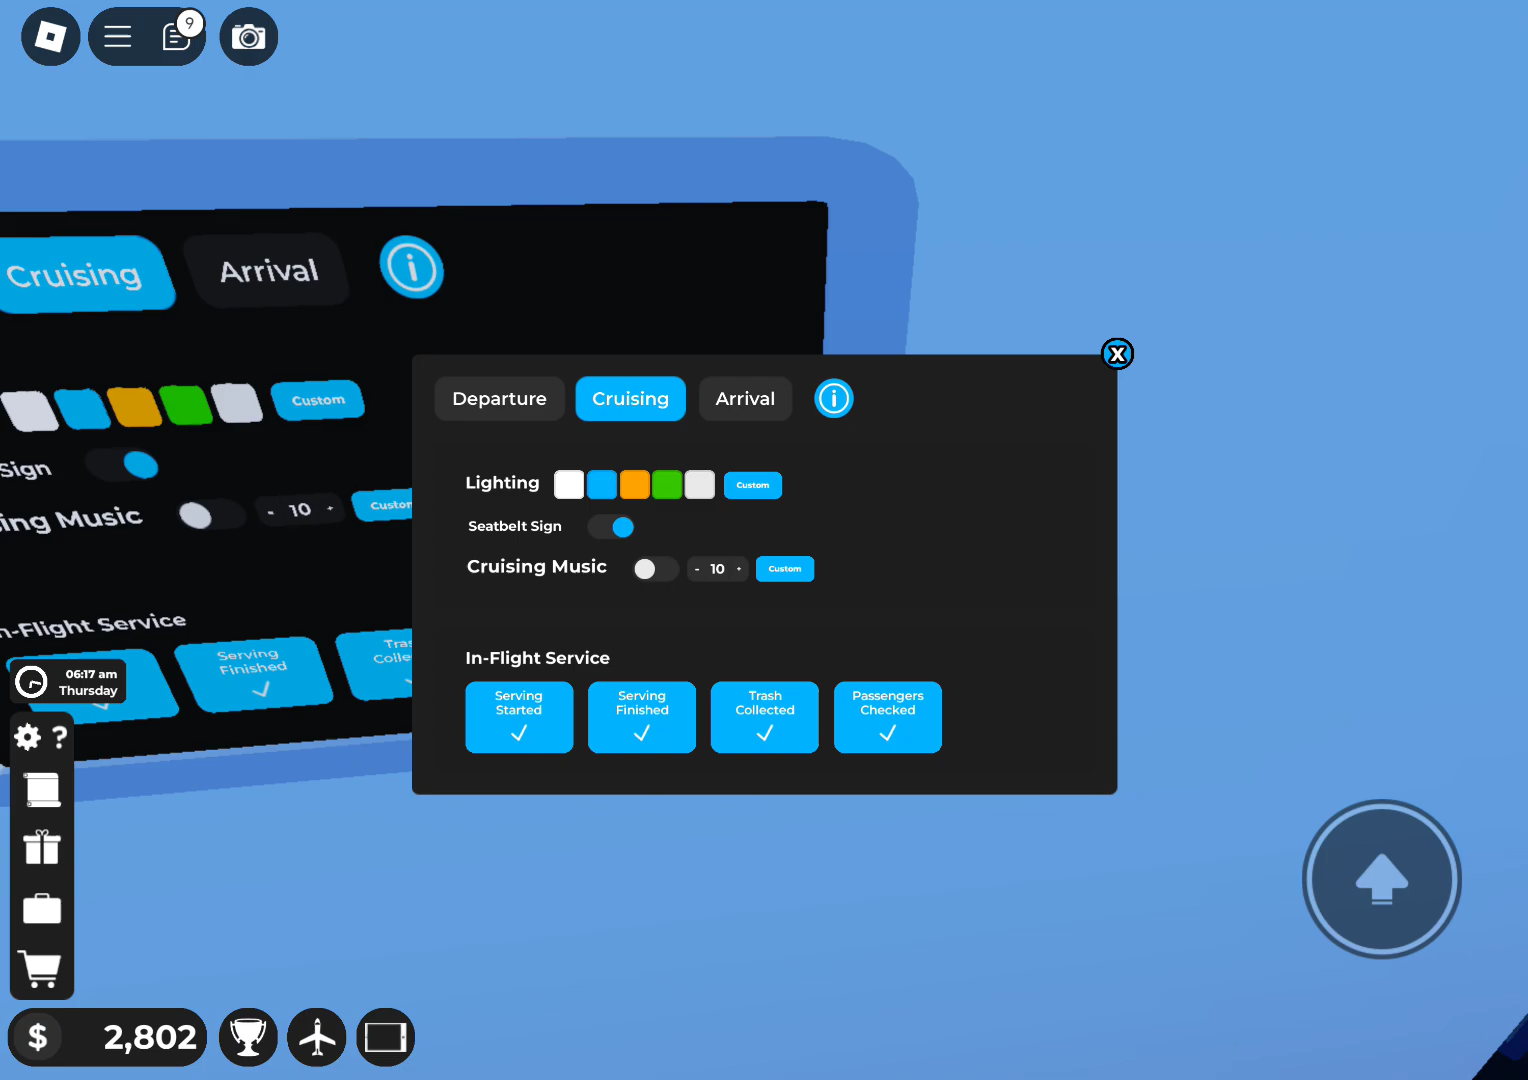 9
Cruising
Arrival
i
Custom
Sign
ing Music
- 10 +
Custom
n-Flight Service
Serving
Finished
06:17 am
Thursday
?
$ 2,802
X
Departure
Cruising
Arrival
i
Lighting
Custom
Seatbelt Sign
Cruising Music
- 10 +
Custom
In-Flight Service
Serving
Started
Serving
Finished
Trash
Collected
Passengers
Checked